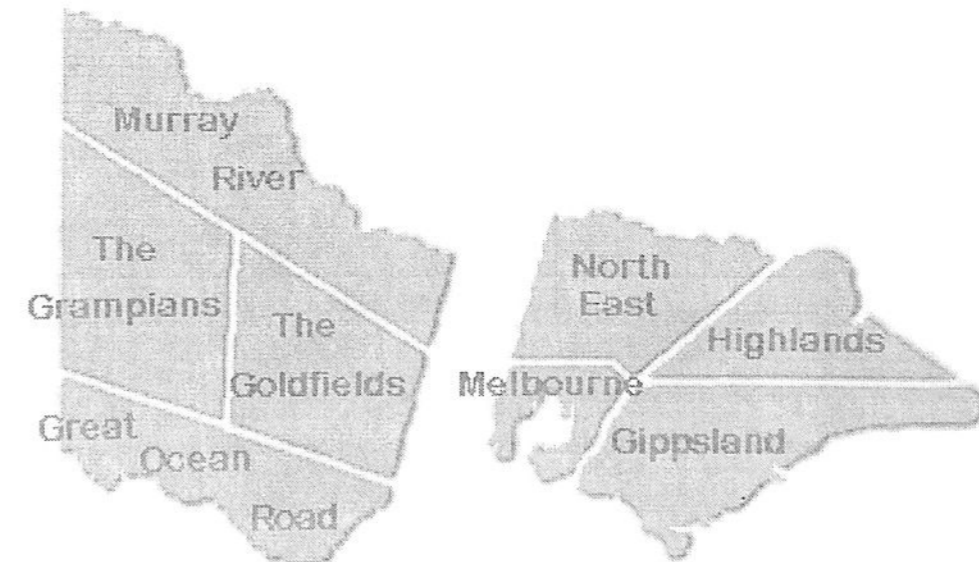 Murray
River
The
Grampians
The
Goldfields
Great
Ocean
Road
North
East
Highlands
Melbourne
Gippsland